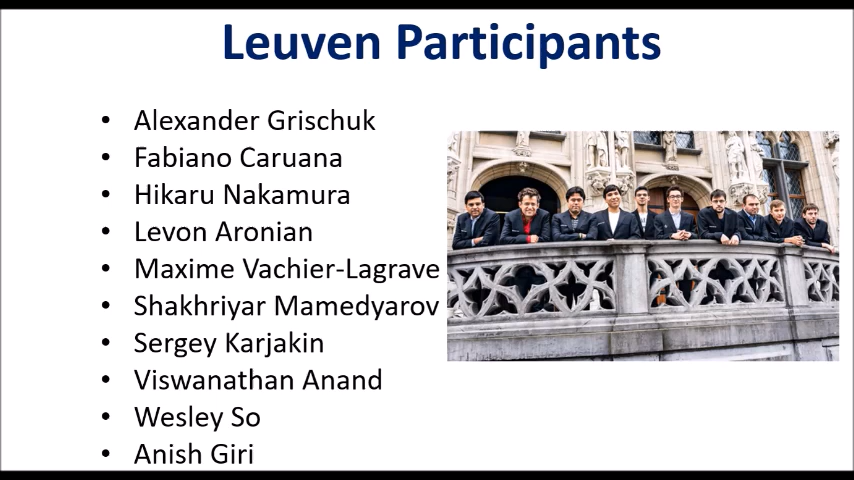 Leuven Participants
• Alexander Grischuk
• Fabiano Caruana
• Hikaru Nakamura
• Levon Aronian
• Maxime Vachier-Lagrave
• Shakhriyar Mamedyarov
• Sergey Karjakin
• Viswanathan Anand
• Wesley So
• Anish Giri